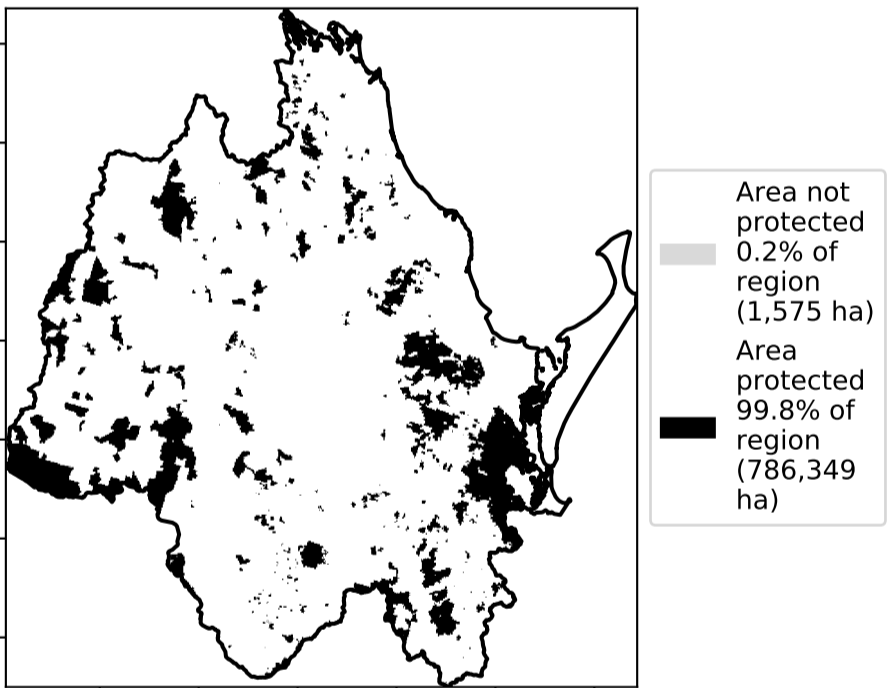 Area not
protected
0.2% of
region
(1,575 ha)
Area
protected
99.8% of
region
(786,349
ha)